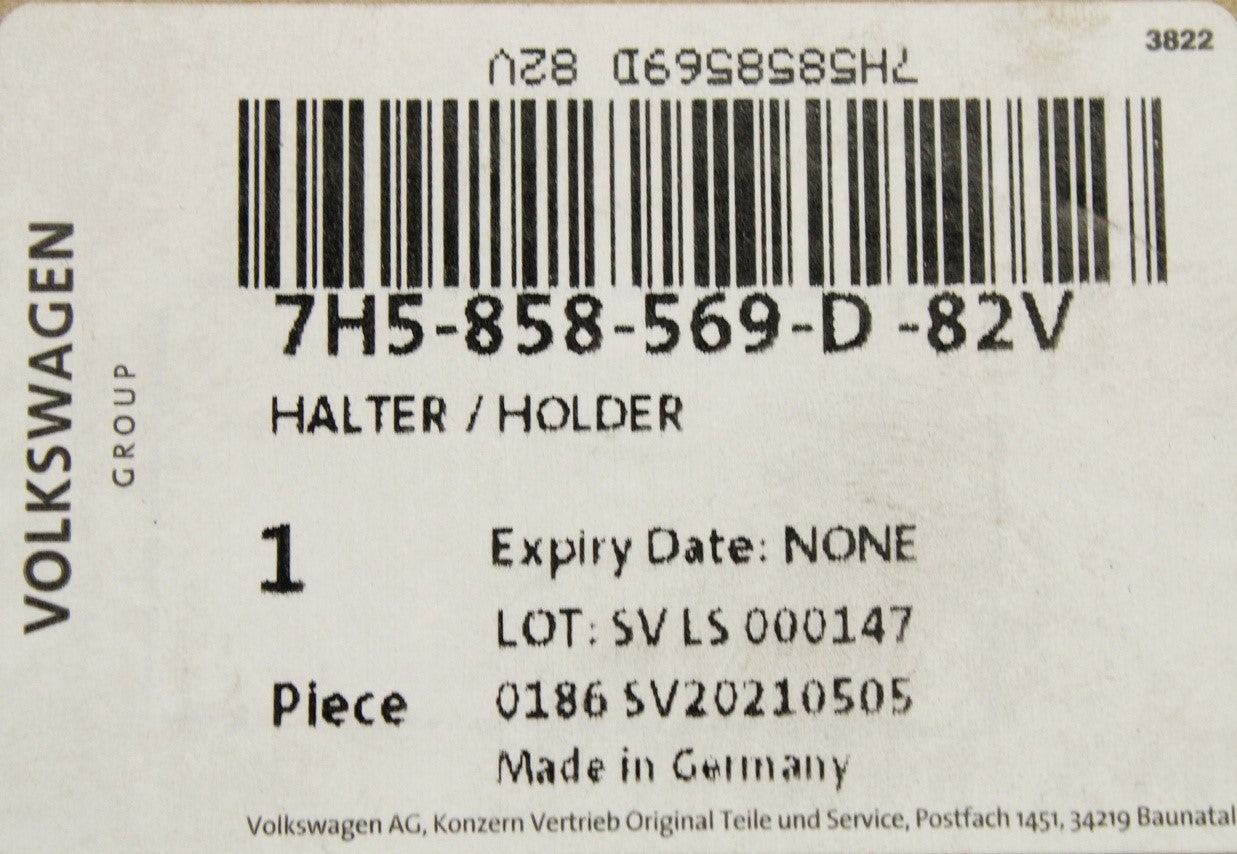 3822
7H5858569D 82V
7H5-858-569-D -82V
HALTER / HOLDER
VOLKSWAGEN
GROUP
1
Expiry Date: NONE
LOT: SV LS 000147
Piece
0186 SV20210505
Made in Germany
Volkswagen AG, Konzern Vertrieb Original Teile und Service, Postfach 1451, 34219 Baunatal